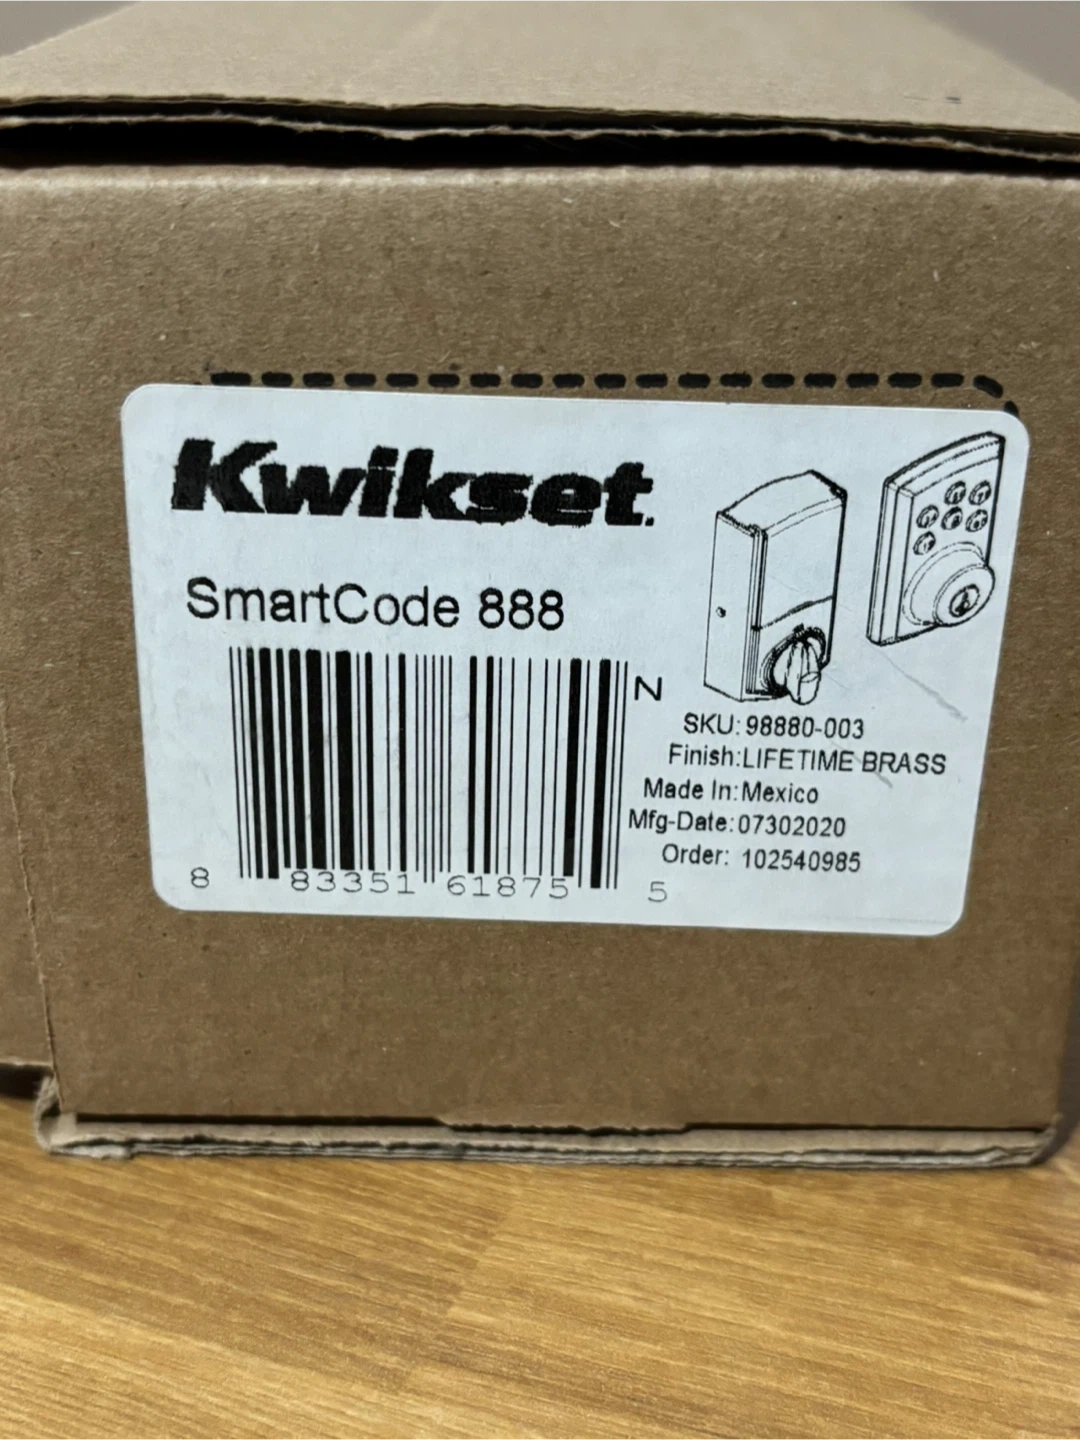 Kwikset.
SmartCode 888
N
SKU: 98880-003
Finish:LIFETIME BRASS
Made In:Mexico
Mfg-Date:07302020
Order: 102540985
8 83351 61875 5